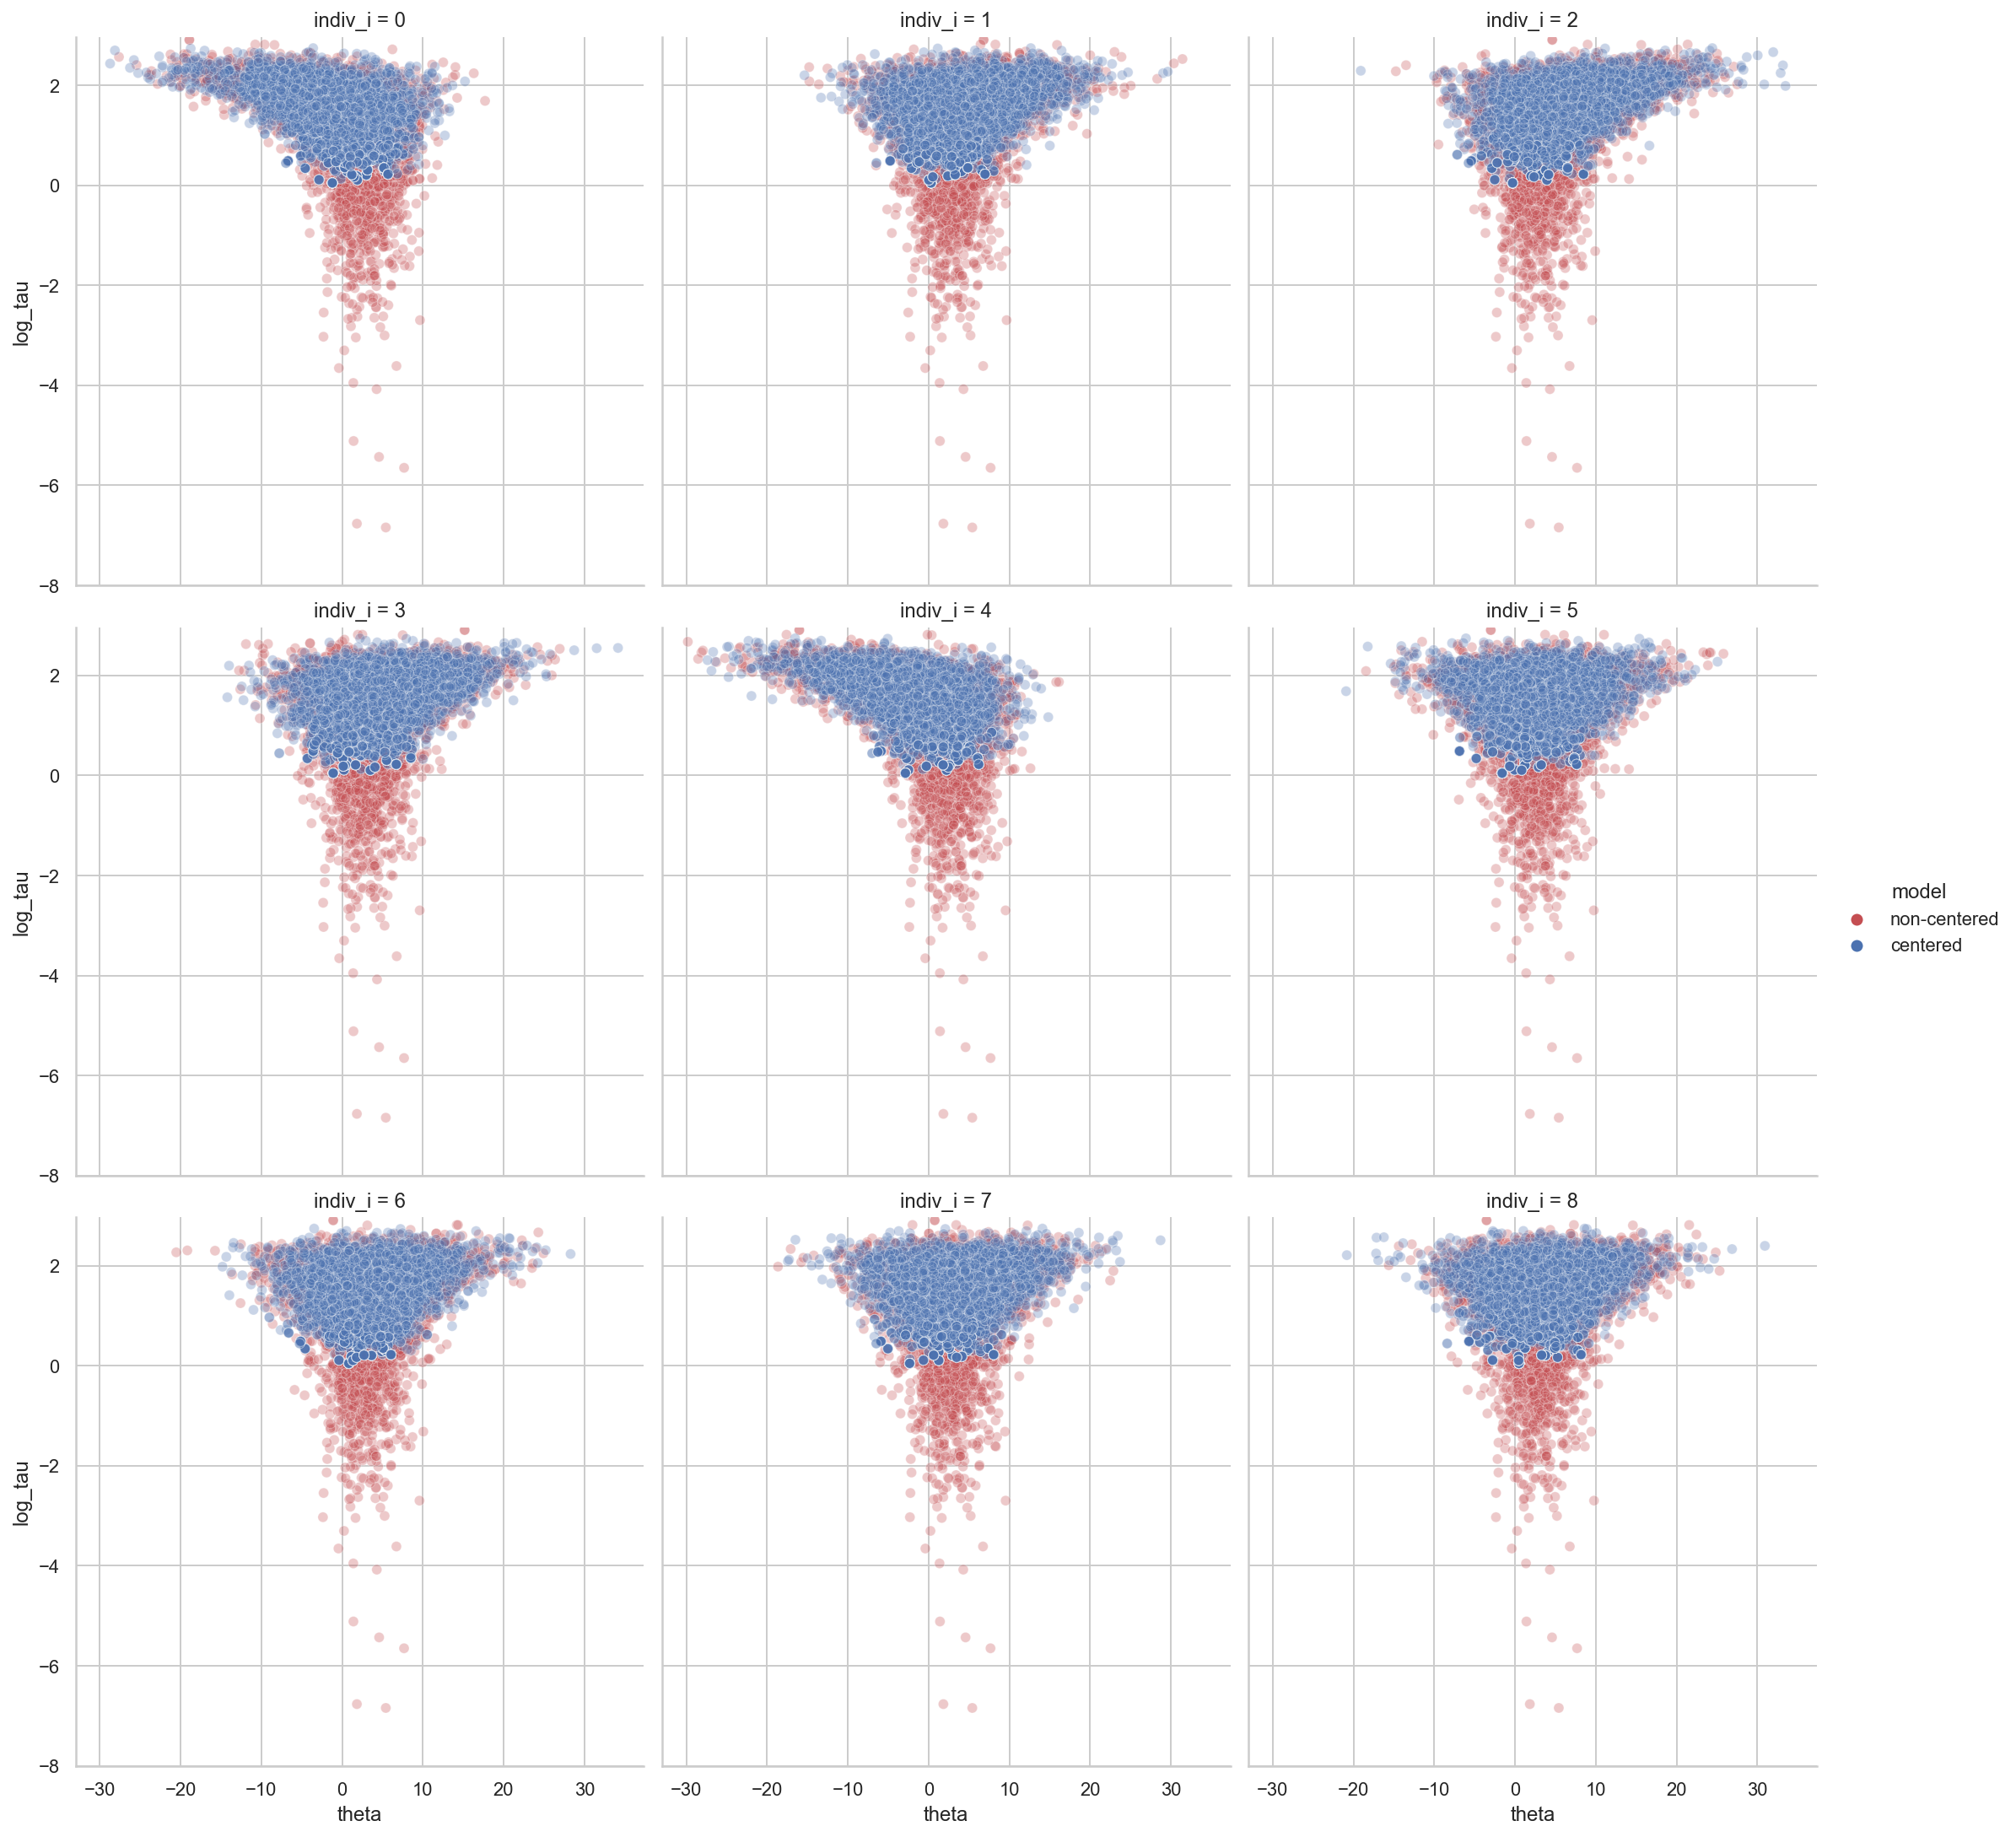 indiv_i = 0
indiv_i = 1
indiv_i = 2
2
0
−2
−4
−6
−8
log_tau
indiv_i = 3
indiv_i = 4
indiv_i = 5
2
0
−2
−4
−6
−8
log_tau
model
non-centered
centered
indiv_i = 6
indiv_i = 7
indiv_i = 8
2
0
−2
−4
−6
−8
log_tau
−30 −20 −10 0 10 20 30
−30 −20 −10 0 10 20 30
−30 −20 −10 0 10 20 30
theta
theta
theta